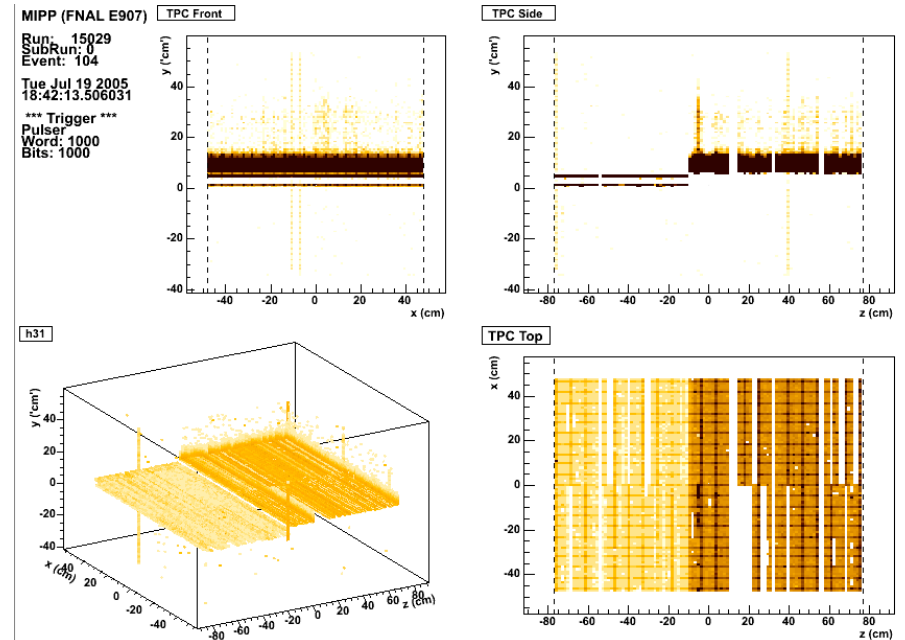 MIPP (FNAL E907)
Run: 15029
SubRun: 0
Event: 104
Tue Jul 19 2005
18:42:13.506031
*** Trigger ***
Pulser
Word: 1000
Bits: 1000
TPC Front
y ('cm')
40
20
0
-20
-40
-40 -20 0 20 40
x (cm)
TPC Side
y ('cm')
40
20
0
-20
-40
-80 -60 -40 -20 0 20 40 60 80
z (cm)
h31
y ('cm')
40
20
0
-20
-40
x (cm)
40
20
0
-20
-40
-80 -60 -40 -20 0 20 40 60 80
z (cm)
TPC Top
x (cm)
40
20
0
-20
-40
-80 -60 -40 -20 0 20 40 60 80
z (cm)